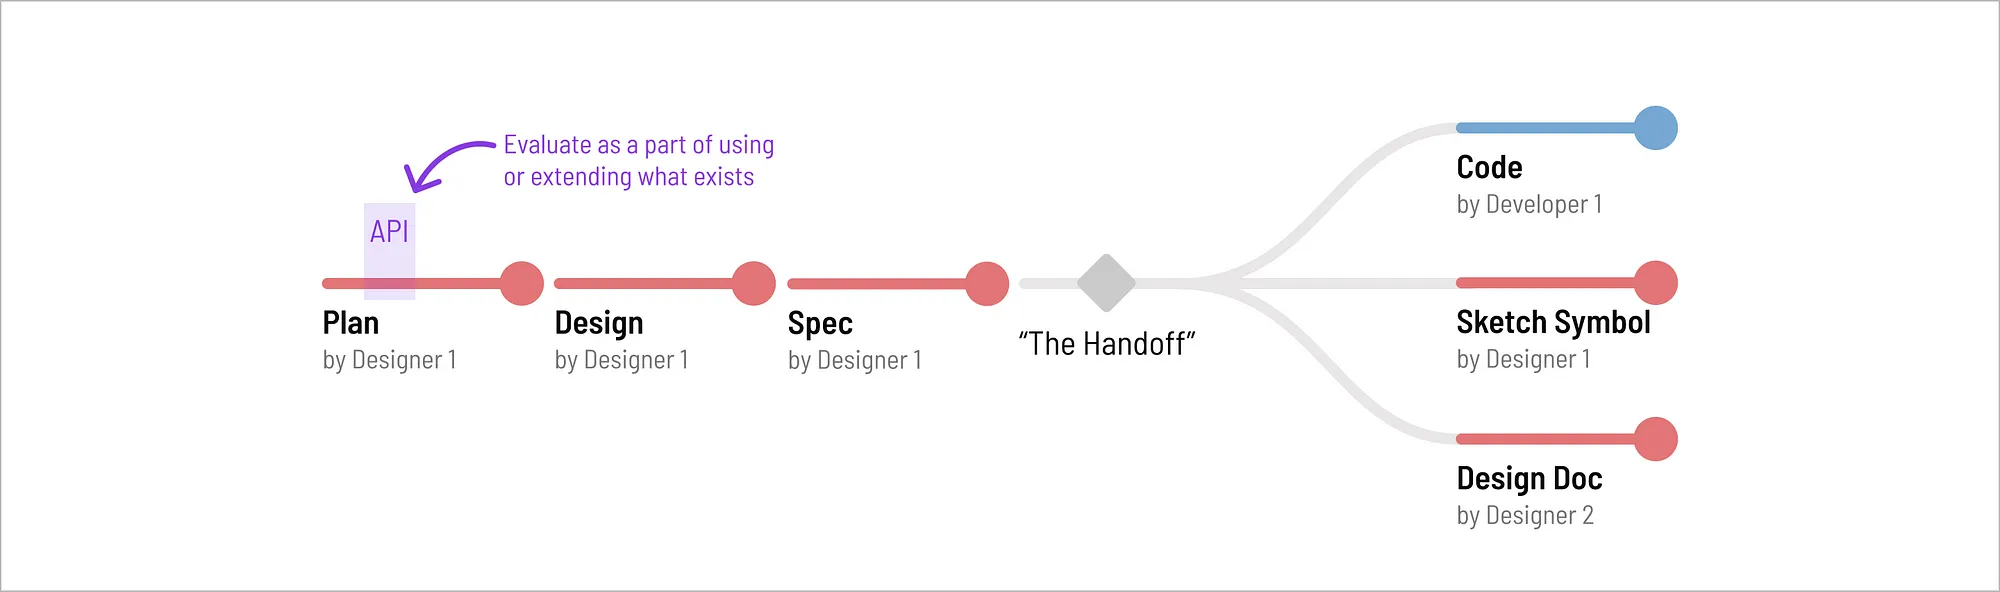 Evaluate as a part of using
or extending what exists
API
Plan
by Designer 1
Design
by Designer 1
Spec
by Designer 1
“The Handoff”
Code
by Developer 1
Sketch Symbol
by Designer 1
Design Doc
by Designer 2